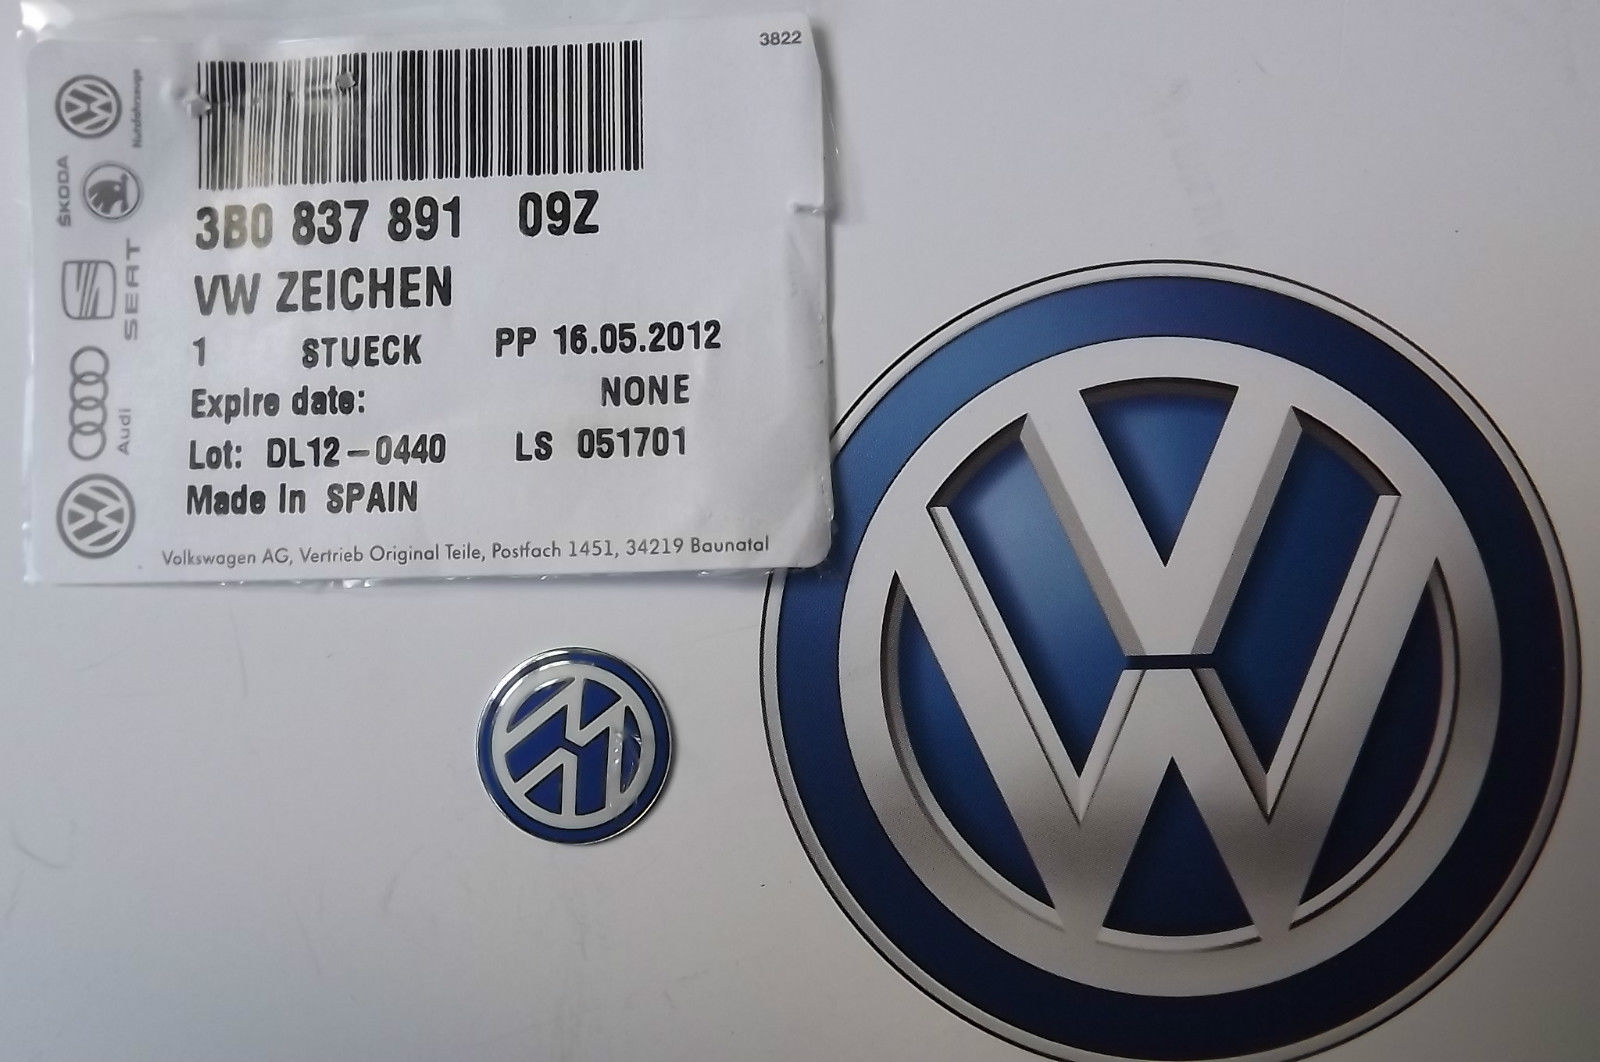 3822
3B0 837 891 09Z
VW ZEICHEN
1 STUECK PP 16.05.2012
Expire date: NONE
Lot: DL12-0440 LS 051701
Made In SPAIN
Volkswagen AG, Vertrieb Original Teile, Postfach 1451, 34219 Baunatal
Nutzfahrzeuge
ŠKODA
SEAT
Audi